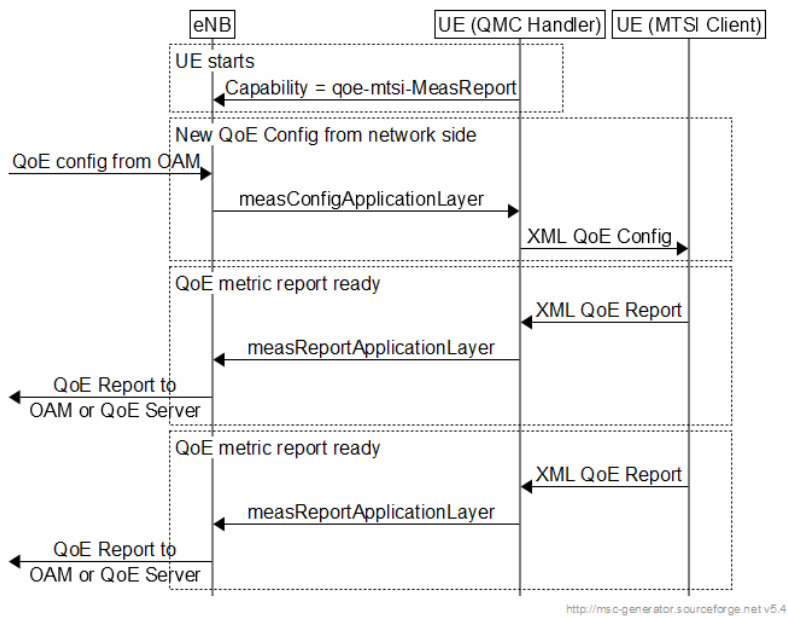 eNB
UE (QMC Handler)
UE (MTSI Client)
UE starts
Capability = qoe-mtsi-MeasReport
New QoE Config from network side
QoE config from OAM
measConfigApplicationLayer
XML QoE Config
QoE metric report ready
XML QoE Report
measReportApplicationLayer
QoE Report to
OAM or QoE Server
QoE metric report ready
XML QoE Report
measReportApplicationLayer
QoE Report to
OAM or QoE Server
http://msc-generator.sourceforge.net v5.4